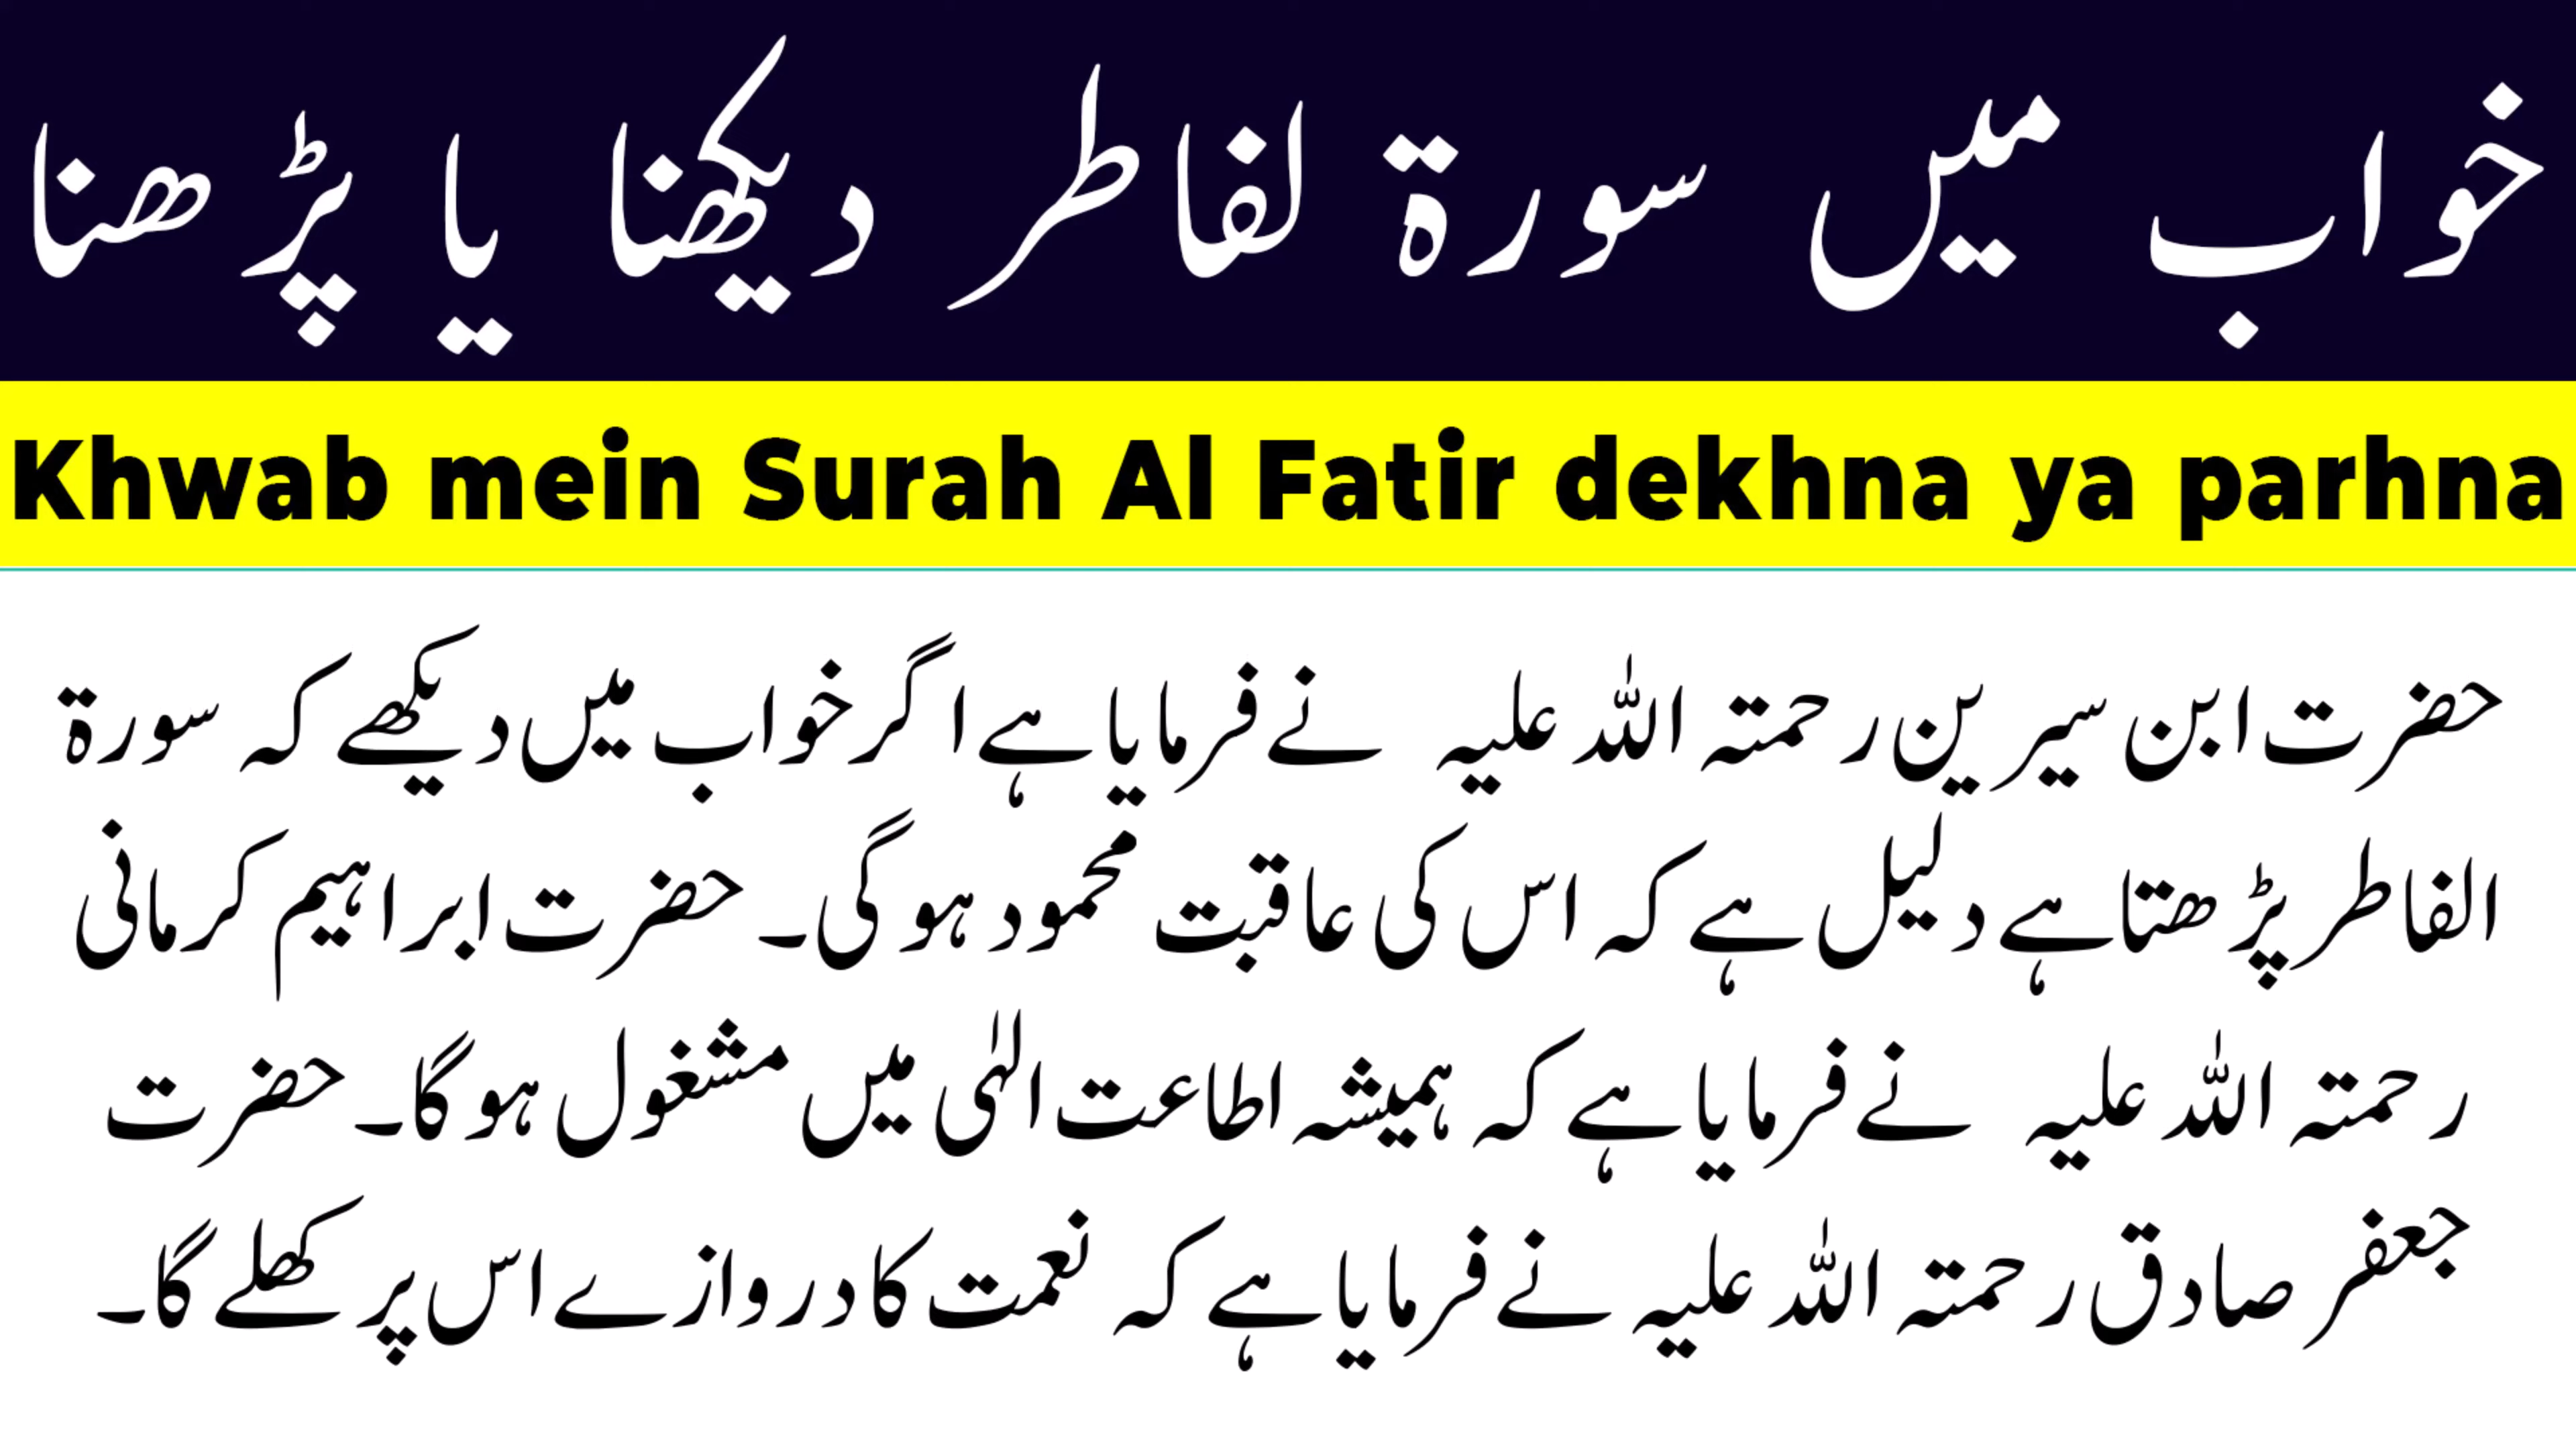 خواب میں سورۃ لفاطر دیکھنا یا پڑھنا
Khwab mein Surah Al Fatir dekhna ya parhna
حضرت ابن سیرین رحمتہ اللہ علیہ نے فرمایا ہے اگر خواب میں دیکھے کہ سورۃ
الفاطر پڑھتا ہے دلیل ہے کہ اس کی عاقبت محمود ہو گی۔ حضرت ابراہیم کرمانی
رحمتہ اللہ علیہ نے فرمایا ہے کہ ہمیشہ اطاعت الٰہی میں مشغول ہو گا۔ حضرت
جعفر صادق رحمتہ اللہ علیہ نے فرمایا ہے کہ نعمت کا دروازے اس پر کھلے گا۔